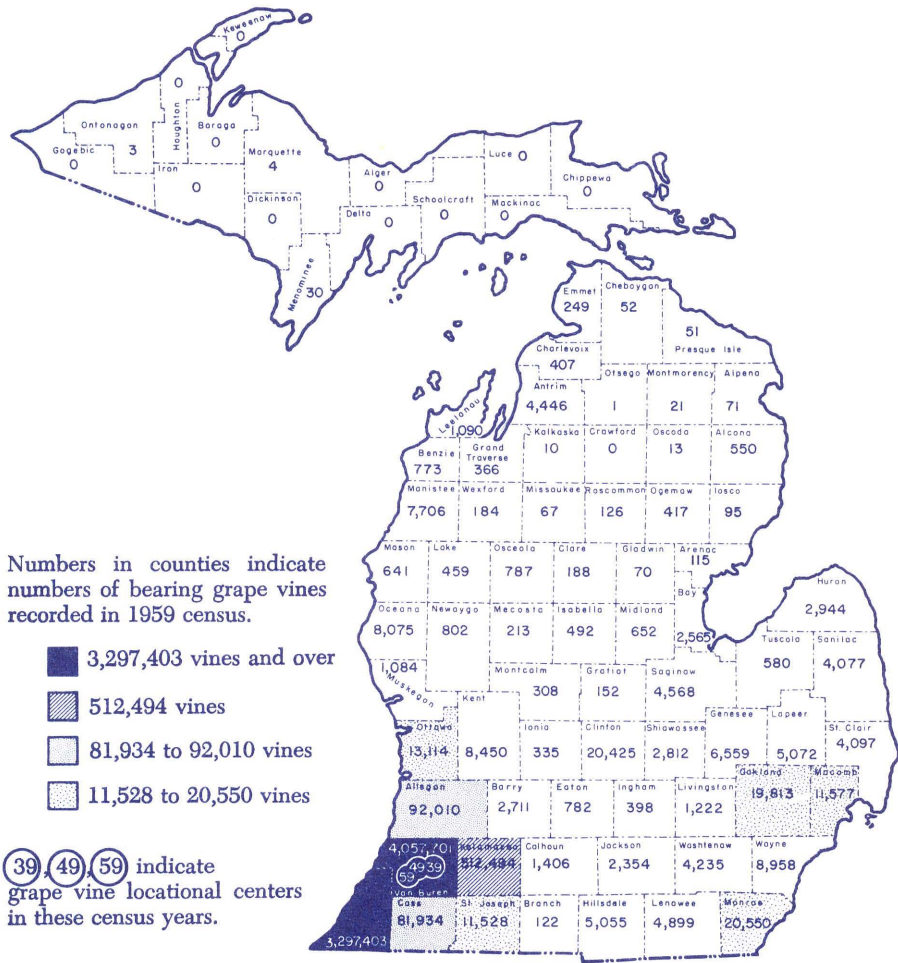 Keweenaw
0
0
Houghton
Ontonagon
3
Baraga
0
Gogebic
0
Iron
0
Marquette
4
Dickinson
0
Alger
0
Luce 0
Chippewa
0
Delta
0
Schoolcraft
0
Mackinac
0
Menominee
30
Emmet
249
Cheboygan
52
51
Presque Isle
Charlevoix
407
Antrim
4,446
Otsego
1
Montmorency
21
Alpena
71
Leelanau
1,090
Benzie
773
Grand
Traverse
366
Kalkaska
10
Crawford
0
Oscoda
13
Alcona
550
Manistee
7,706
Wexford
184
Missaukee
67
Roscommon
126
Ogemaw
417
Iosco
95
Mason
641
Lake
459
Osceola
787
Clare
188
Gladwin
70
Arenac
115
Bay
2,565
Huron
2,944
Oceana
8,075
Newaygo
802
Mecosta
213
Isabella
492
Midland
652
Tuscola
580
Sanilac
4,077
1,084
Muskegon
Montcalm
308
Gratiot
152
Saginaw
4,568
Ottawa
13,114
Kent
8,450
Ionia
335
Clinton
20,425
Shiawassee
2,812
Genesee
6,559
Lapeer
5,072
St. Clair
4,097
Allegan
92,010
Barry
2,711
Eaton
782
Ingham
398
Livingston
1,222
Oakland
19,813
Macomb
11,577
4,057,701
59 49 39
Van Buren
Kalamazoo
512,494
Calhoun
1,406
Jackson
2,354
Washtenaw
4,235
Wayne
8,958
3,297,403
Cass
81,934
St. Joseph
11,528
Branch
122
Hillsdale
5,055
Lenawee
4,899
Monroe
20,550
Numbers in counties indicate
numbers of bearing grape vines
recorded in 1959 census.
3,297,403 vines and over
512,494 vines
81,934 to 92,010 vines
11,528 to 20,550 vines
39, 49, 59 indicate
grape vine locational centers
in these census years.